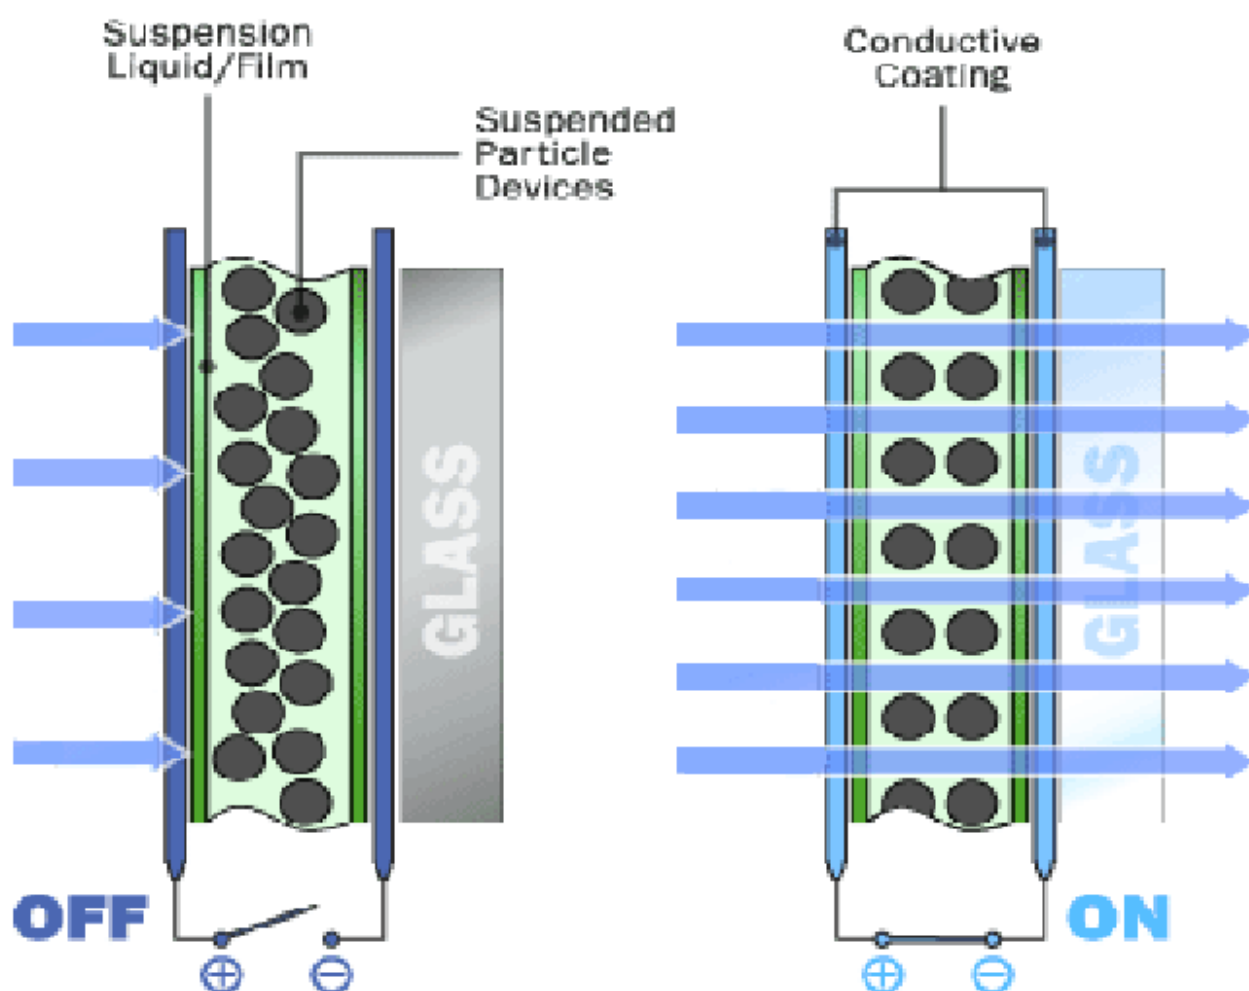 Suspension
Liquid/Film
Suspended
Particle
Devices
Conductive
Coating
GLASS
GLASS
OFF
ON
+
−
+
−